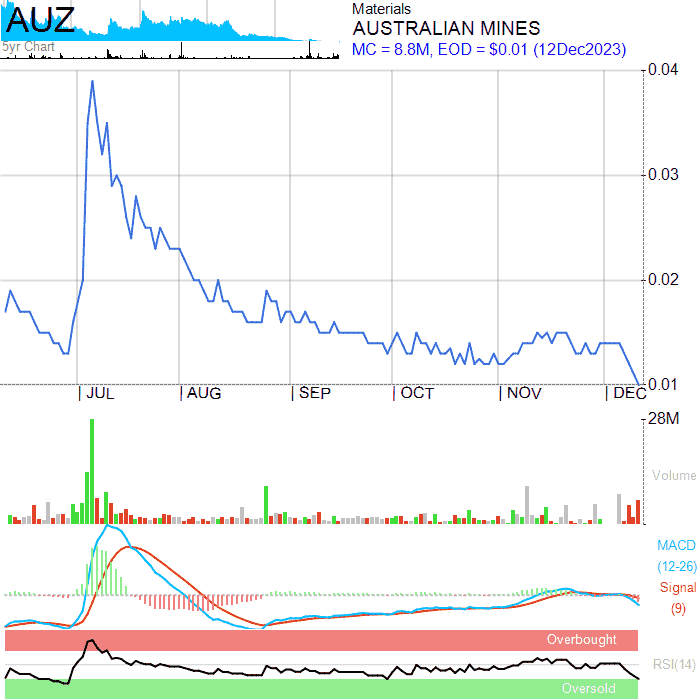 AUZ
5yr Chart
Materials
AUSTRALIAN MINES
MC = 8.8M, EOD = $0.01 (12Dec2023)
0.04
0.03
0.02
0.01
JUL AUG SEP OCT NOV DEC
28M
Volume
MACD
(12-26)
Signal
(9)
Overbought
RSI(14)
Oversold